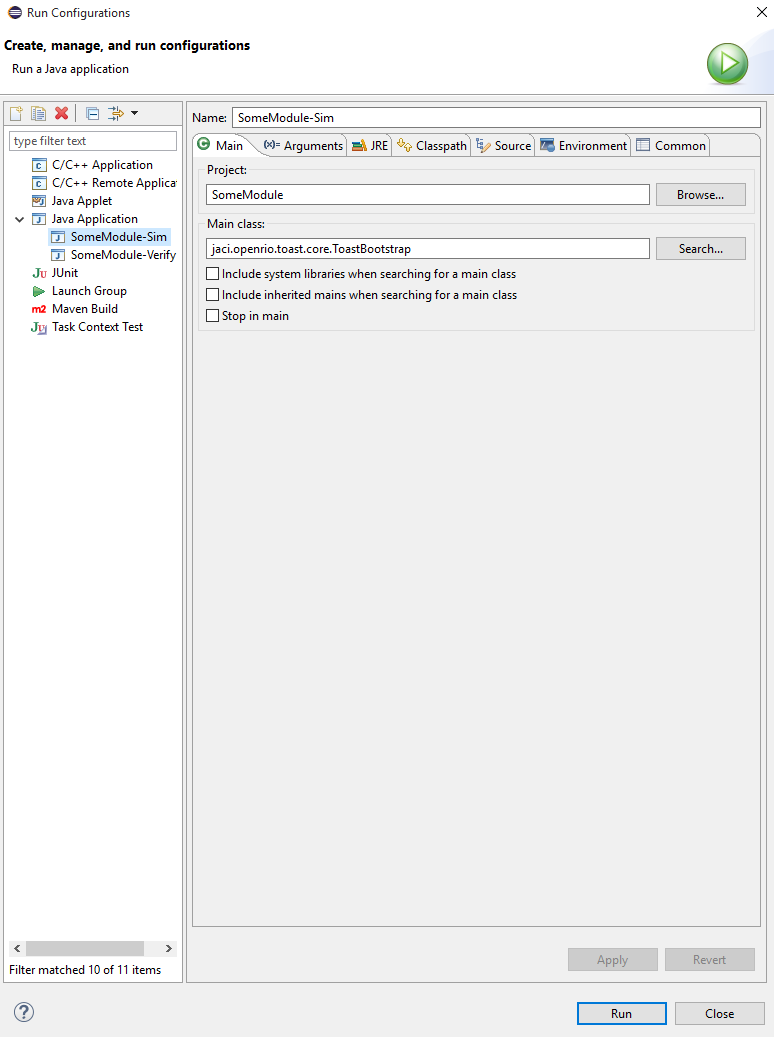 Run Configurations
Create, manage, and run configurations
Run a Java application
type filter text
C/C++ Application
C/C++ Remote Applica
Java Applet
Java Application
SomeModule-Sim
SomeModule-Verify
JUnit
Launch Group
Maven Build
Task Context Test
Filter matched 10 of 11 items
Name: SomeModule-Sim
Main (x)= Arguments JRE Classpath Source Environment Common
Project:
SomeModule Browse...
Main class:
jaci.openrio.toast.core.ToastBootstrap Search...
Include system libraries when searching for a main class
Include inherited mains when searching for a main class
Stop in main
Apply Revert
Run Close